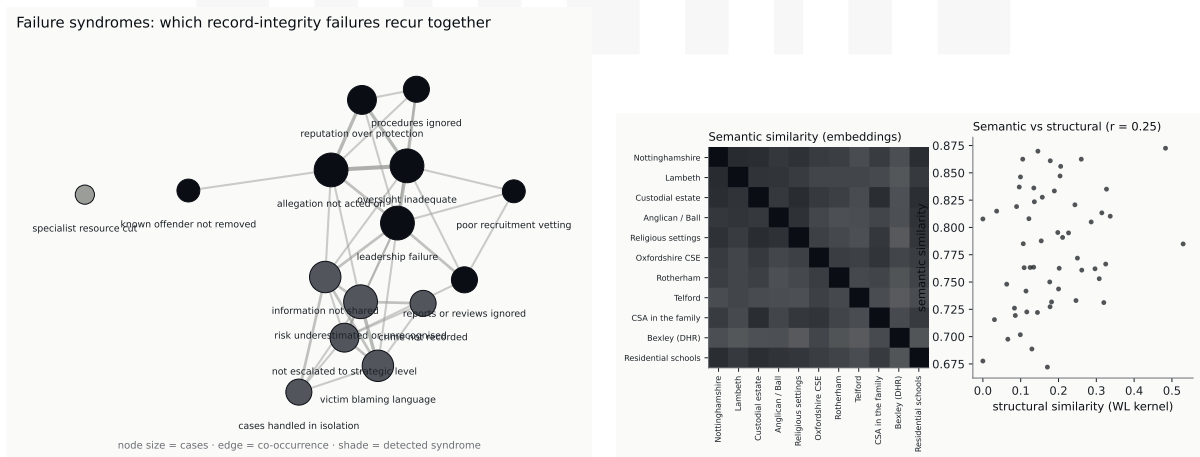 Failure syndromes: which record-integrity failures recur together
procedures ignored
reputation over protection
allegation not acted on
oversight inadequate
known offender not removed
specialist resource cut
poor recruitment vetting
leadership failure
information not shared
reports or reviews ignored
risk underestimated or unrecognised
crime not recorded
not escalated to strategic level
victim blaming language
cases handled in isolation
node size = cases · edge = co-occurrence · shade = detected syndrome
Semantic similarity (embeddings)
Nottinghamshire
Lambeth
Custodial estate
Anglican / Ball
Religious settings
Oxfordshire CSE
Rotherham
Telford
CSA in the family
Bexley (DHR)
Residential schools
Nottinghamshire
Lambeth
Custodial estate
Anglican / Ball
Religious settings
Oxfordshire CSE
Rotherham
Telford
CSA in the family
Bexley (DHR)
Residential schools
Semantic vs structural (r = 0.25)
semantic similarity
0.875
0.850
0.825
0.800
0.775
0.750
0.725
0.700
0.675
0.0 0.1 0.2 0.3 0.4 0.5
structural similarity (WL kernel)